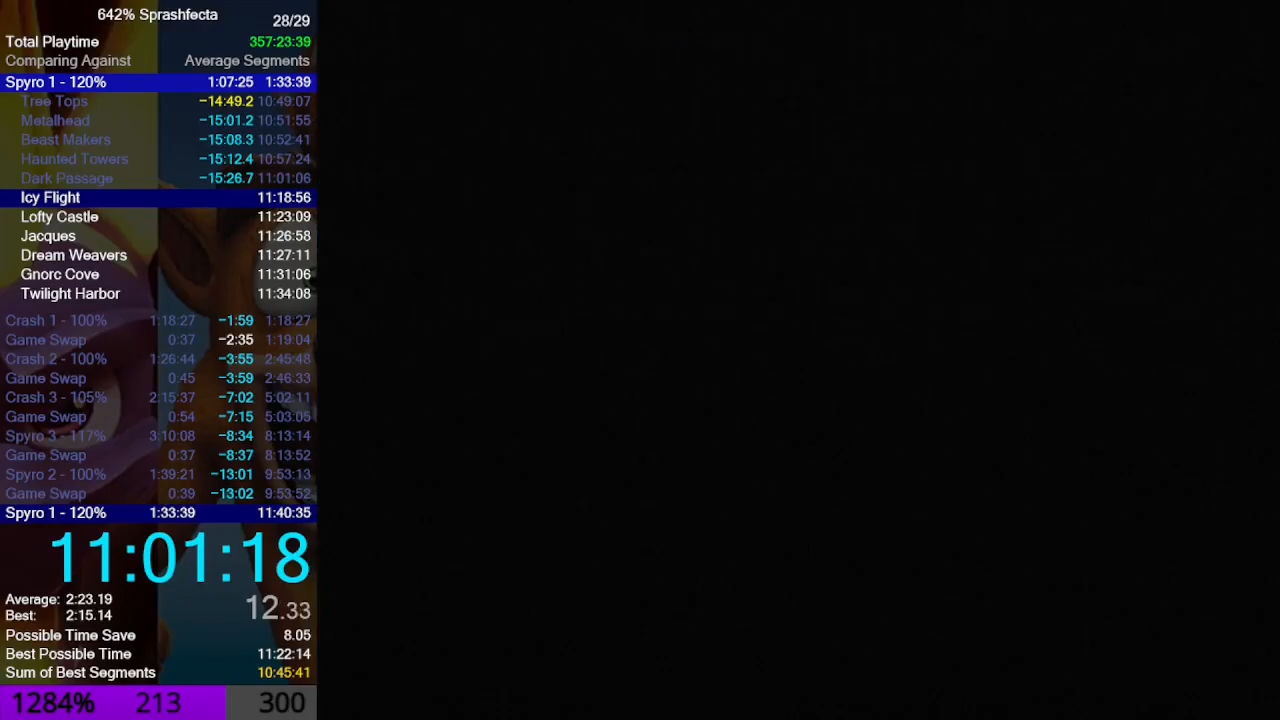 642% Sprashfecta
28/29
Total Playtime 357:23:39
Comparing Against Average Segments
Spyro 1 - 120% 1:07:25 1:33:39
Tree Tops −14:49.2 10:49:07
Metalhead −15:01.2 10:51:55
Beast Makers −15:08.3 10:52:41
Haunted Towers −15:12.4 10:57:24
Dark Passage −15:26.7 11:01:06
Icy Flight 11:18:56
Lofty Castle 11:23:09
Jacques 11:26:58
Dream Weavers 11:27:11
Gnorc Cove 11:31:06
Twilight Harbor 11:34:08
Crash 1 - 100% 1:18:27 −1:59 1:18:27
Game Swap 0:37 −2:35 1:19:04
Crash 2 - 100% 1:26:44 −3:55 2:45:48
Game Swap 0:45 −3:59 2:46:33
Crash 3 - 105% 2:15:37 −7:02 5:02:11
Game Swap 0:54 −7:15 5:03:05
Spyro 3 - 117% 3:10:08 −8:34 8:13:14
Game Swap 0:37 −8:37 8:13:52
Spyro 2 - 100% 1:39:21 −13:01 9:53:13
Game Swap 0:39 −13:02 9:53:52
Spyro 1 - 120% 1:33:39 11:40:35
11:01:18
Average: 2:23.19
Best: 2:15.14
12.33
Possible Time Save 8.05
Best Possible Time 11:22:14
Sum of Best Segments 10:45:41
1284% 213 300